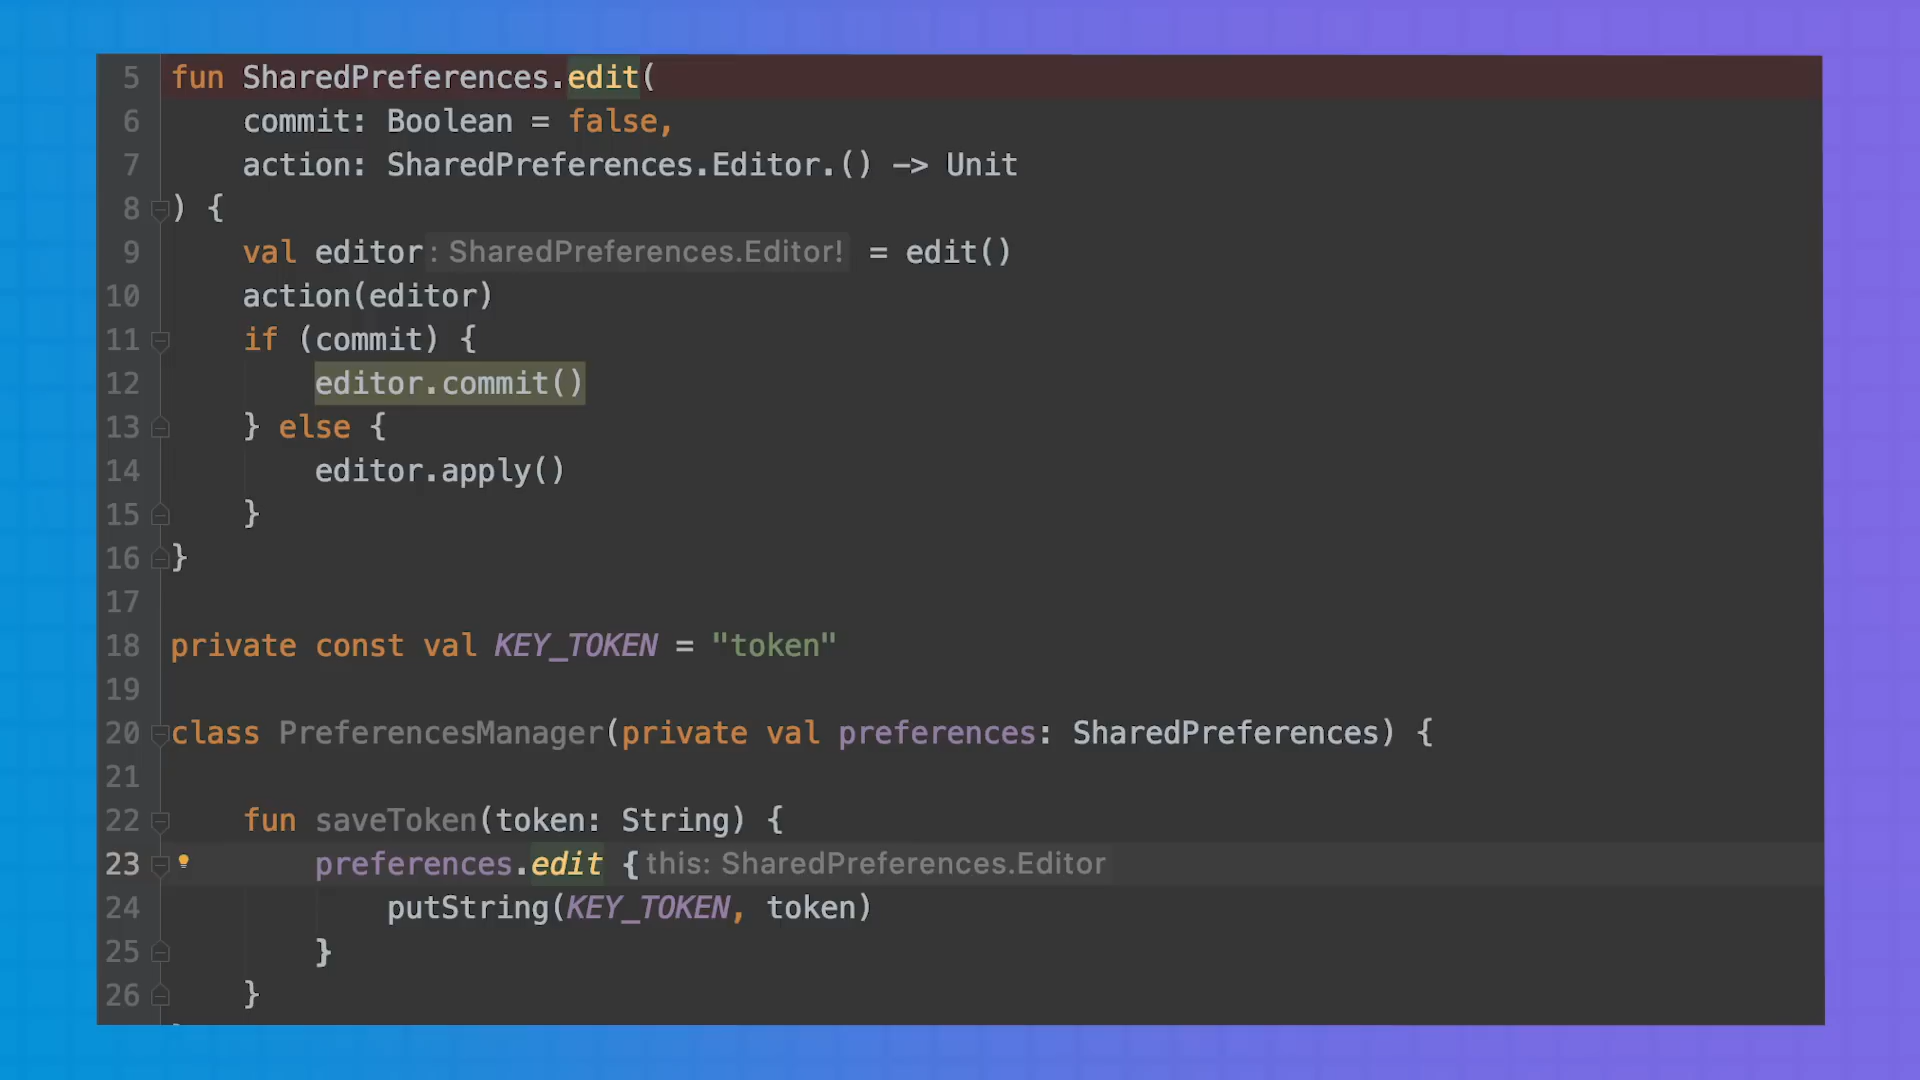 5 fun SharedPreferences.edit(
6 commit: Boolean = false,
7 action: SharedPreferences.Editor.() -> Unit
8 ) {
9 val editor: SharedPreferences.Editor! = edit()
10 action(editor)
11 if (commit) {
12 editor.commit()
13 } else {
14 editor.apply()
15 }
16 }
17
18 private const val KEY_TOKEN = "token"
19
20 class PreferencesManager(private val preferences: SharedPreferences) {
21
22 fun saveToken(token: String) {
23 preferences.edit { this: SharedPreferences.Editor
24 putString(KEY_TOKEN, token)
25 }
26 }